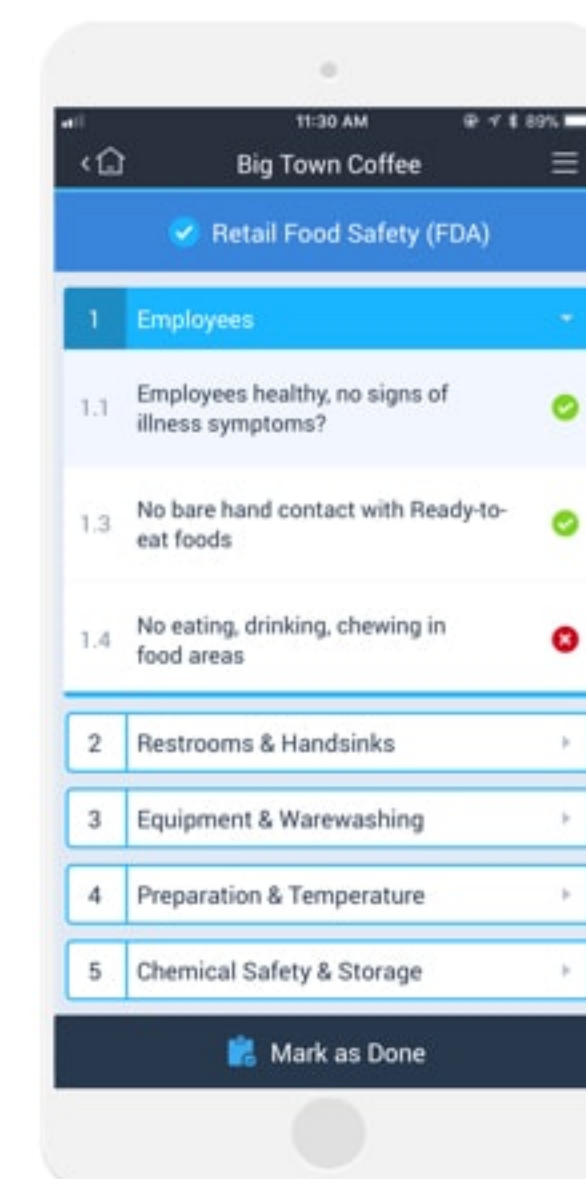 11:30 AM 89%
Big Town Coffee
Retail Food Safety (FDA)
1 Employees
1.1 Employees healthy, no signs of
illness symptoms?
1.3 No bare hand contact with Ready-to-
eat foods
1.4 No eating, drinking, chewing in
food areas
2 Restrooms & Handsinks
3 Equipment & Warewashing
4 Preparation & Temperature
5 Chemical Safety & Storage
Mark as Done